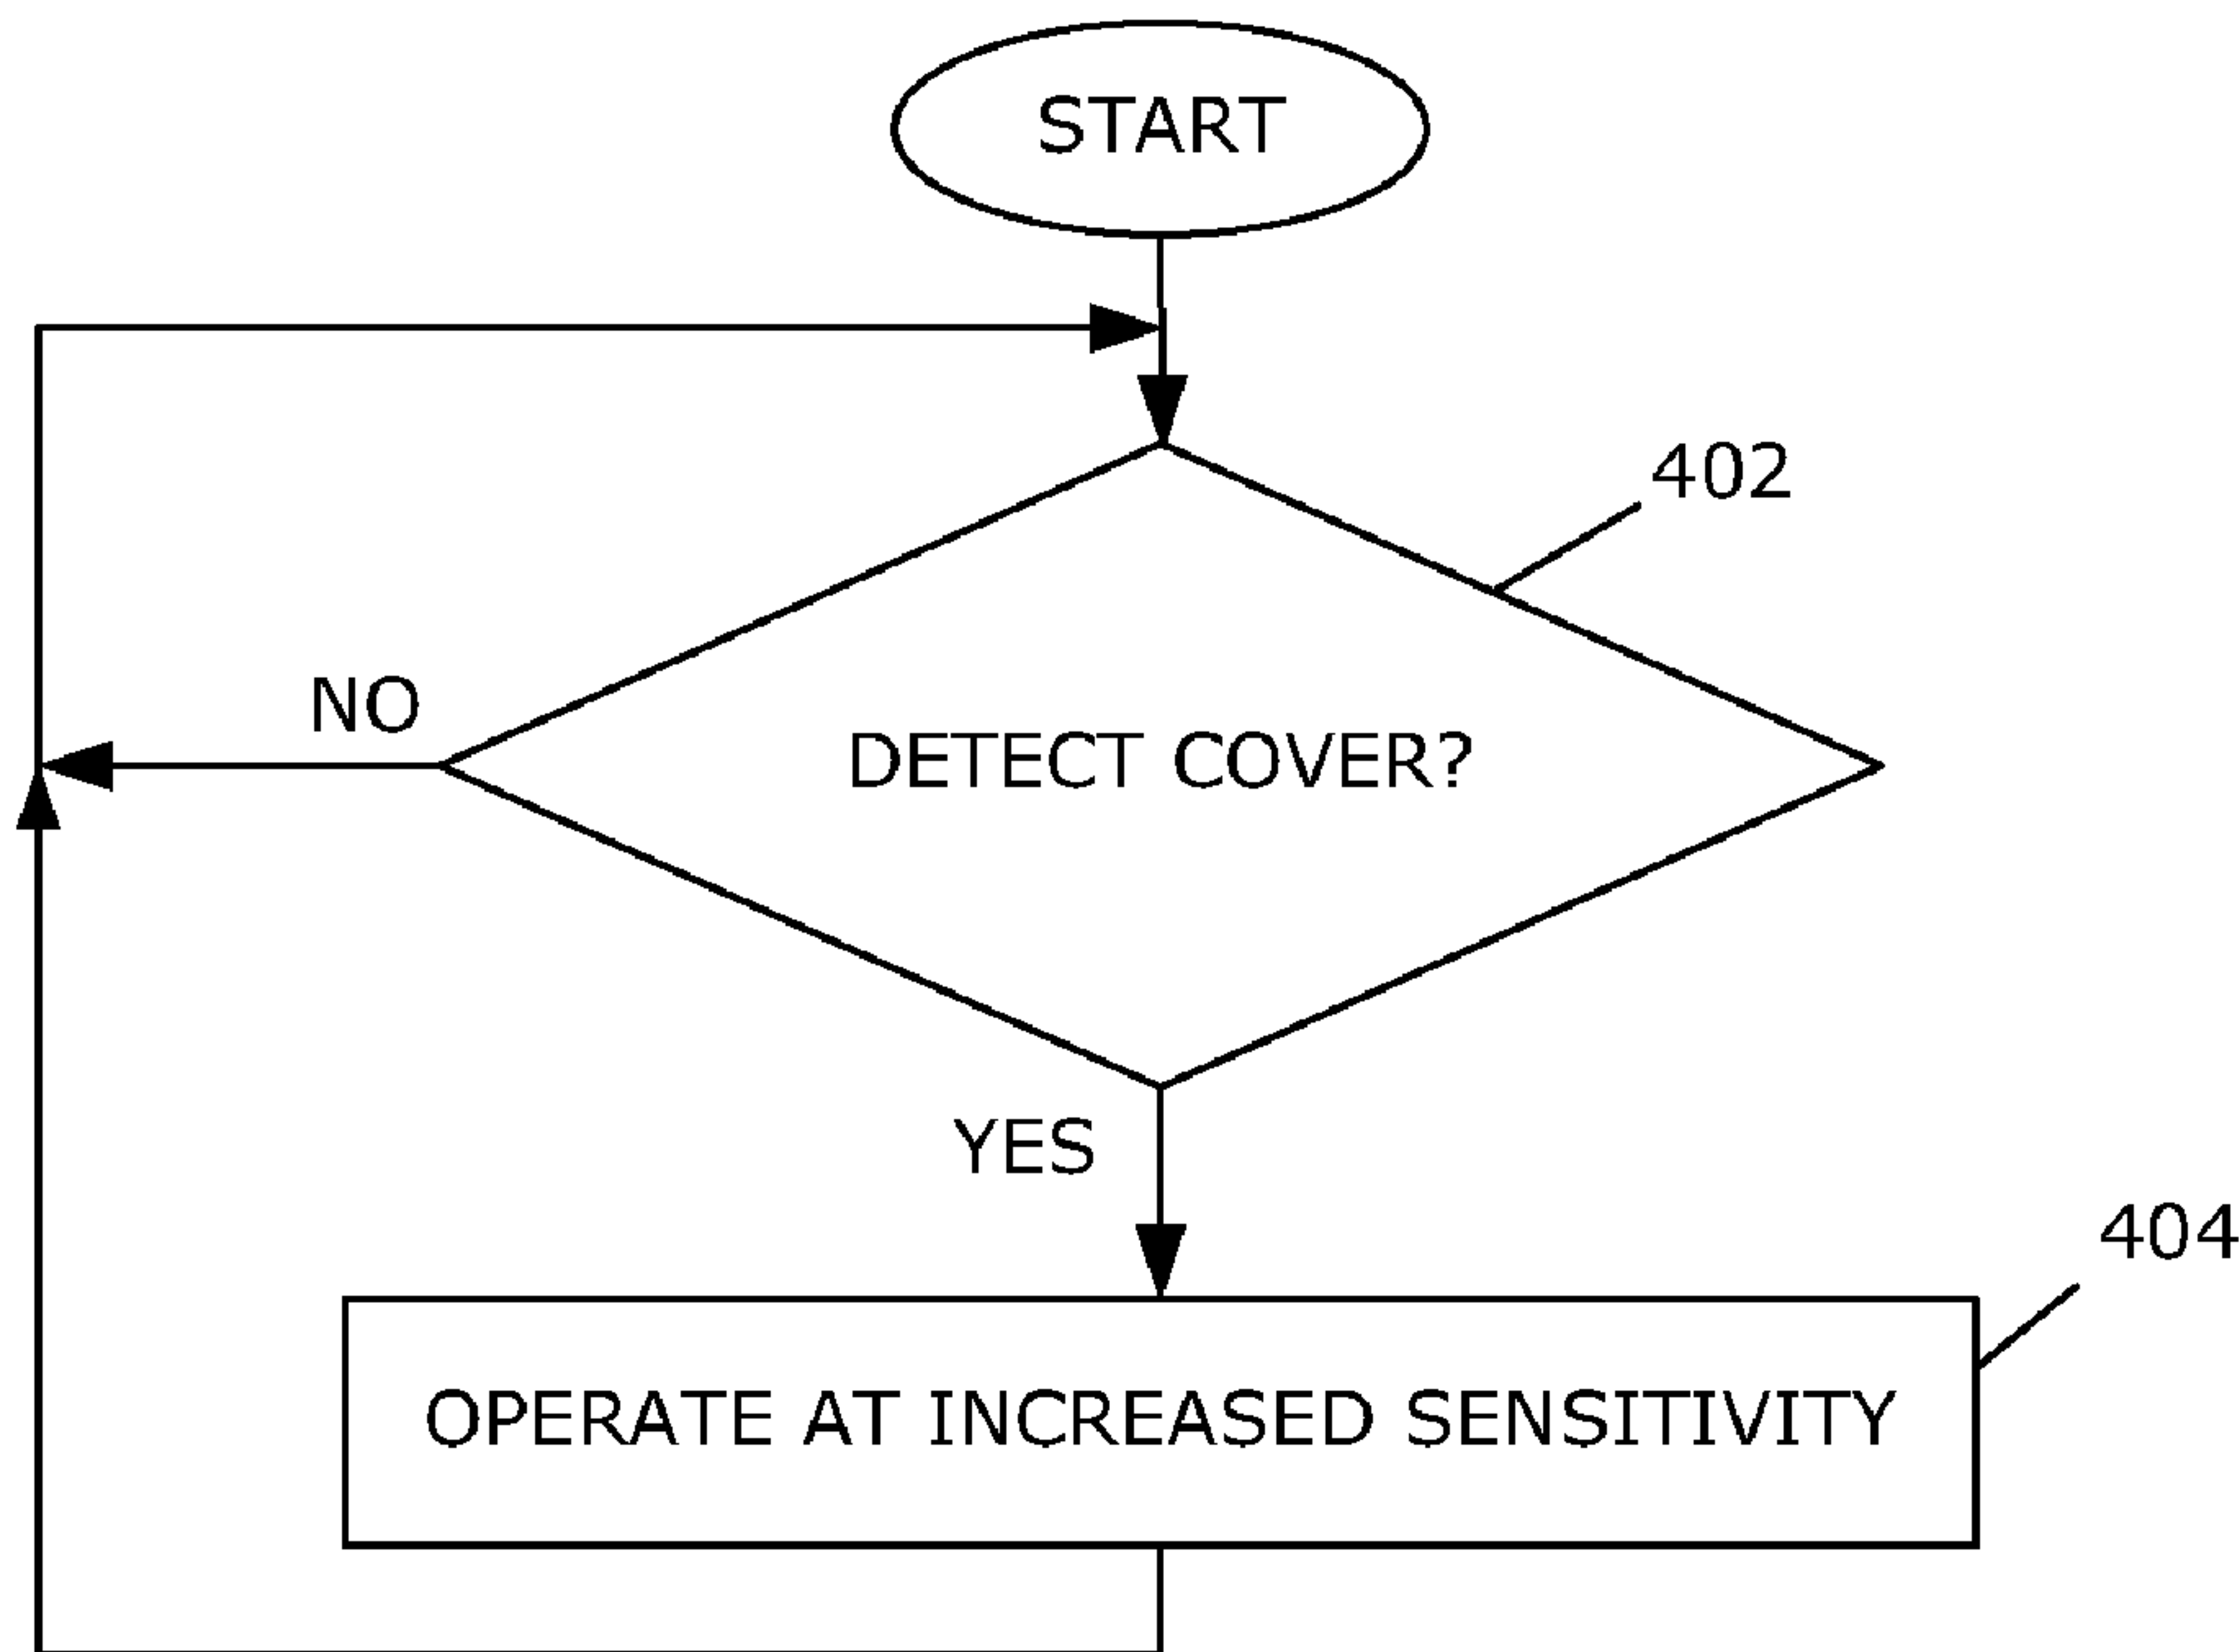 START
402
NO
DETECT COVER?
YES
404
OPERATE AT INCREASED SENSITIVITY